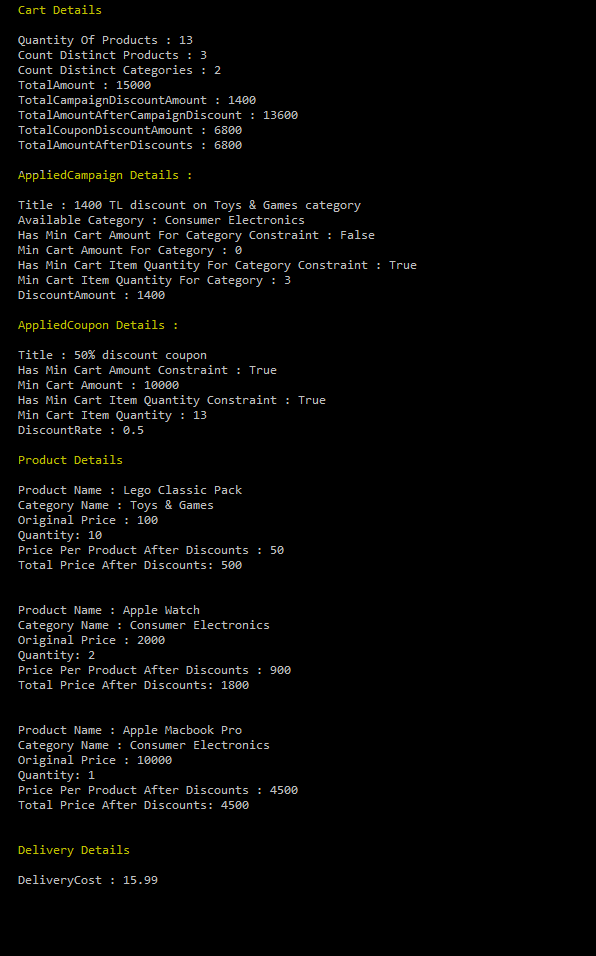 Cart Details
Quantity Of Products : 13
Count Distinct Products : 3
Count Distinct Categories : 2
TotalAmount : 15000
TotalCampaignDiscountAmount : 1400
TotalAmountAfterCampaignDiscount : 13600
TotalCouponDiscountAmount : 6800
TotalAmountAfterDiscounts : 6800
AppliedCampaign Details :
Title : 1400 TL discount on Toys & Games category
Available Category : Consumer Electronics
Has Min Cart Amount For Category Constraint : False
Min Cart Amount For Category : 0
Has Min Cart Item Quantity For Category Constraint : True
Min Cart Item Quantity For Category : 3
DiscountAmount : 1400
AppliedCoupon Details :
Title : 50% discount coupon
Has Min Cart Amount Constraint : True
Min Cart Amount : 10000
Has Min Cart Item Quantity Constraint : True
Min Cart Item Quantity : 13
DiscountRate : 0.5
Product Details
Product Name : Lego Classic Pack
Category Name : Toys & Games
Original Price : 100
Quantity: 10
Price Per Product After Discounts : 50
Total Price After Discounts: 500
Product Name : Apple Watch
Category Name : Consumer Electronics
Original Price : 2000
Quantity: 2
Price Per Product After Discounts : 900
Total Price After Discounts: 1800
Product Name : Apple Macbook Pro
Category Name : Consumer Electronics
Original Price : 10000
Quantity: 1
Price Per Product After Discounts : 4500
Total Price After Discounts: 4500
Delivery Details
DeliveryCost : 15.99